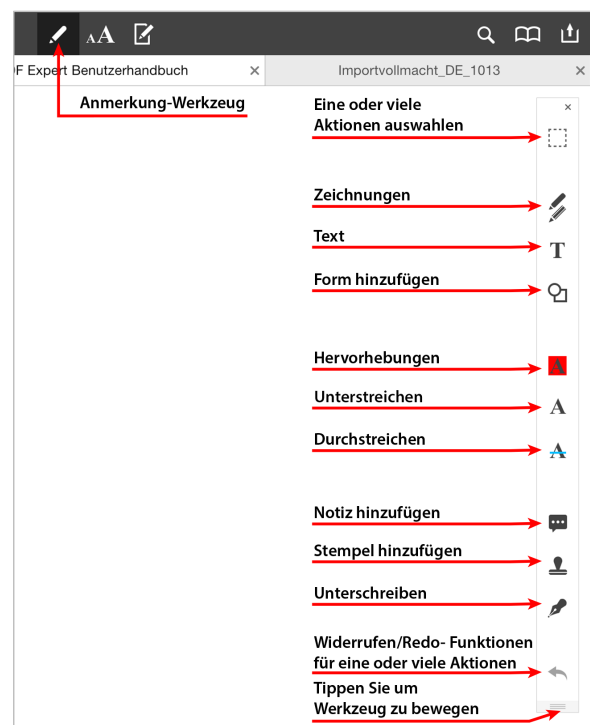 AA
F Expert Benutzerhandbuch
Importvollmacht_DE_1013
Anmerkung-Werkzeug
Eine oder viele
Aktionen auswahlen
Zeichnungen
Text
T
Form hinzufügen
Hervorhebungen
A
Unterstreichen
A
Durchstreichen
A
Notiz hinzufügen
Stempel hinzufügen
Unterschreiben
Widerrufen/Redo- Funktionen
für eine oder viele Aktionen
Tippen Sie um
Werkzeug zu bewegen